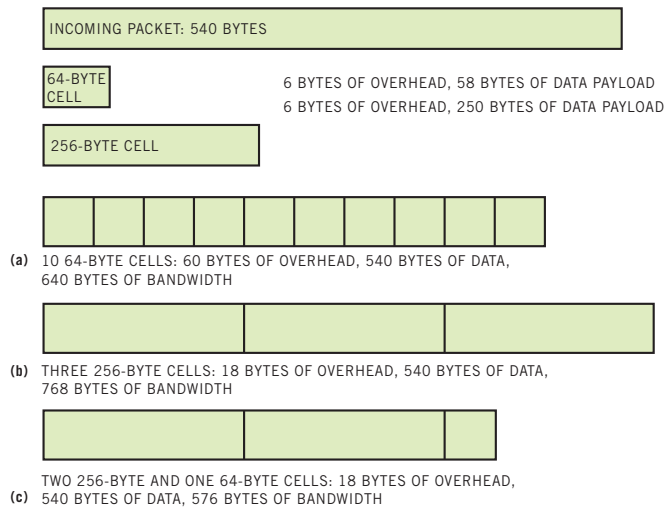 INCOMING PACKET: 540 BYTES
64-BYTE
CELL
6 BYTES OF OVERHEAD, 58 BYTES OF DATA PAYLOAD
6 BYTES OF OVERHEAD, 250 BYTES OF DATA PAYLOAD
256-BYTE CELL
(a) 10 64-BYTE CELLS: 60 BYTES OF OVERHEAD, 540 BYTES OF DATA,
640 BYTES OF BANDWIDTH
(b) THREE 256-BYTE CELLS: 18 BYTES OF OVERHEAD, 540 BYTES OF DATA,
768 BYTES OF BANDWIDTH
TWO 256-BYTE AND ONE 64-BYTE CELLS: 18 BYTES OF OVERHEAD,
(c) 540 BYTES OF DATA, 576 BYTES OF BANDWIDTH